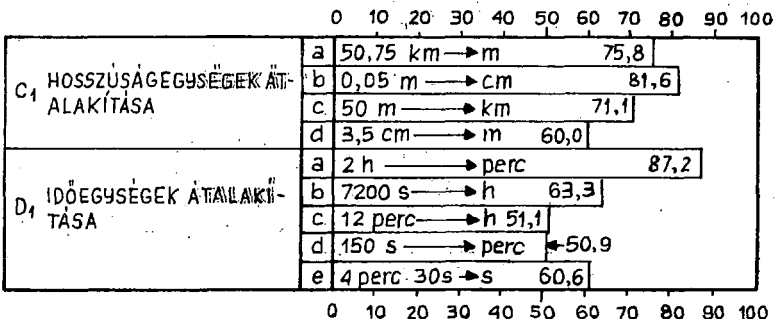 0 10 20 30 40 50 60 70 80 90 100
C₁ HOSSZÚSÁGEGYSÉGEK ÁT-
ALAKÍTÁSA
a 50,75 km→m 75,8
b 0,05 m→cm 81,6
c 50 m→km 71,1
d 3,5 cm→m 60,0
D₁ IDŐEGYSÉGEK ÁTALAKÍ-
TÁSA
a 2 h→perc 87,2
b 7200 s→h 63,3
c 12 perc→h 51,1
d 150 s→perc ←50,9
e 4 perc 30s→s 60,6
0 10 20 30 40 50 60 70 80 90 100